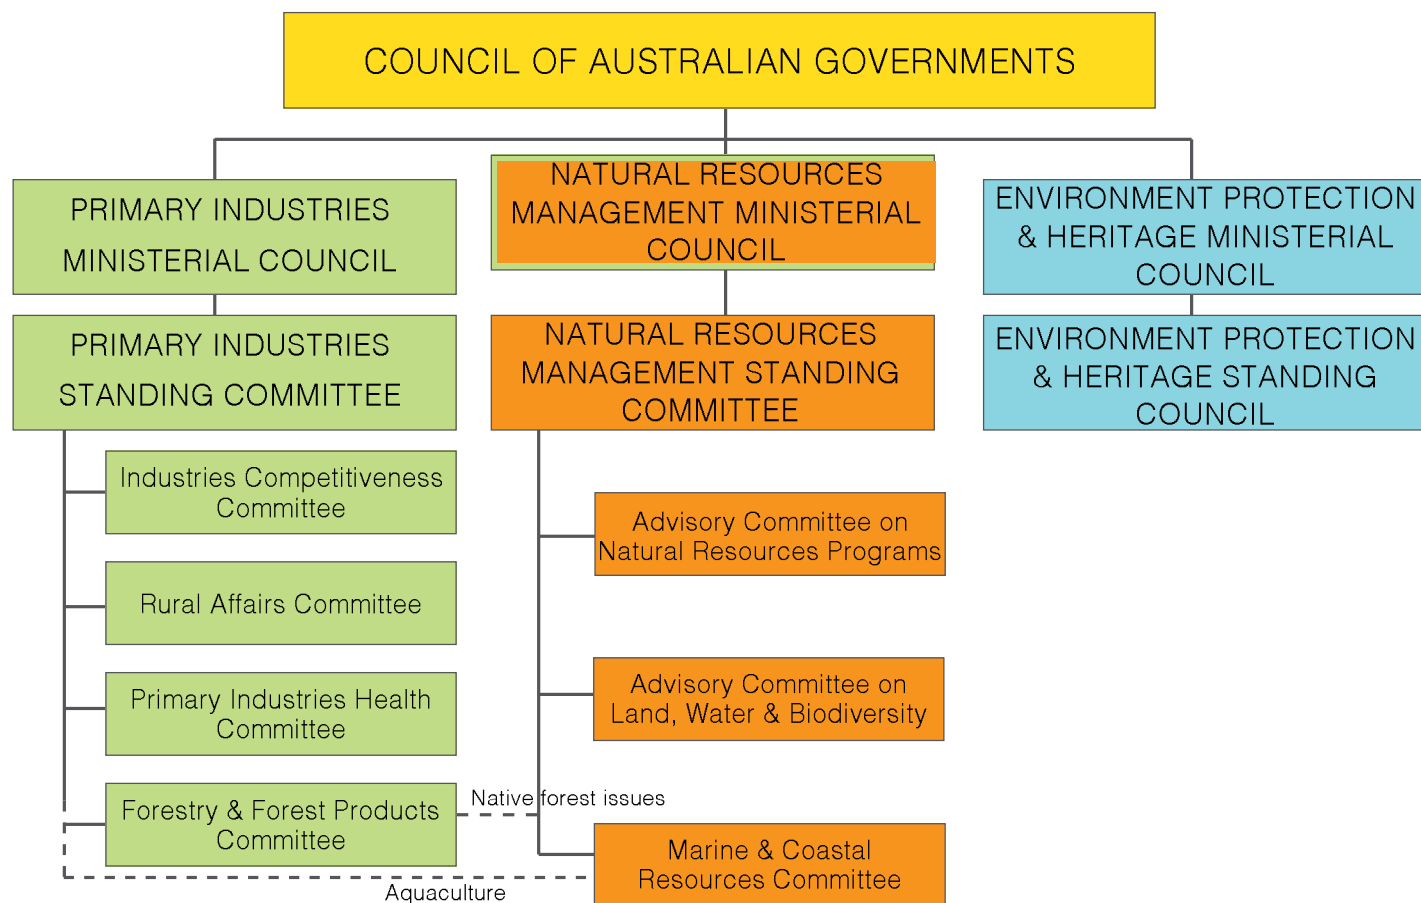 COUNCIL OF AUSTRALIAN GOVERNMENTS
PRIMARY INDUSTRIES
MINISTERIAL COUNCIL
NATURAL RESOURCES
MANAGEMENT MINISTERIAL
COUNCIL
ENVIRONMENT PROTECTION
& HERITAGE MINISTERIAL
COUNCIL
PRIMARY INDUSTRIES
STANDING COMMITTEE
NATURAL RESOURCES
MANAGEMENT STANDING
COMMITTEE
ENVIRONMENT PROTECTION
& HERITAGE STANDING
COUNCIL
Industries Competitiveness
Committee
Rural Affairs Committee
Primary Industries Health
Committee
Forestry & Forest Products
Committee
Native forest issues
Aquaculture
Advisory Committee on
Natural Resources Programs
Advisory Committee on
Land, Water & Biodiversity
Marine & Coastal
Resources Committee